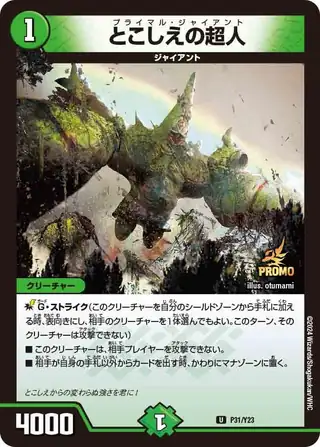 1
プライマル・ジャイアント
とこしえの超人
ジャイアント
PROMO
illus. otumami
クリーチャー
G・ストライク(このクリーチャーを自分のシールドゾーンから手札に加え
る時、表向きにし、相手のクリーチャーを1体選んでもよい。このターン、その
クリーチャーは攻撃できない)
■このクリーチャーは、相手プレイヤーを攻撃できない。
■相手が自身の手札以外からカードを出す時、かわりにマナゾーンに置く。
とこしえからの変わらぬ強さを君に!
4000
1
U P31/Y23
©2024 Wizards/Shogakukan/WHC